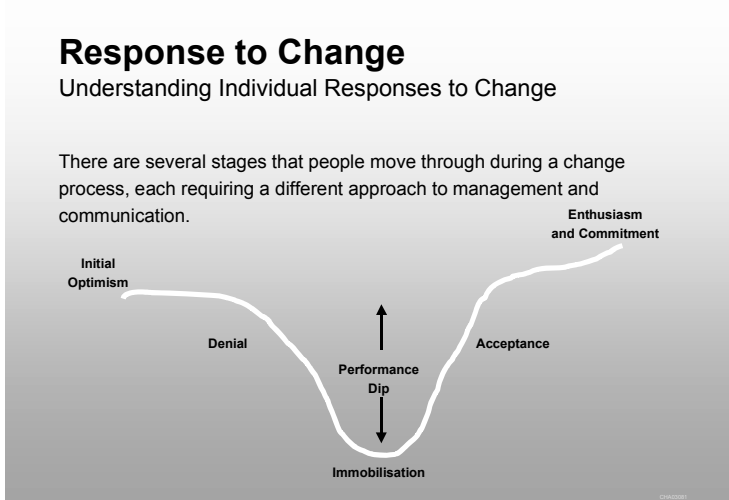 Response to Change
Understanding Individual Responses to Change
There are several stages that people move through during a change
process, each requiring a different approach to management and
communication.
Enthusiasm
and Commitment
Initial
Optimism
Denial
Performance
Dip
Acceptance
Immobilisation